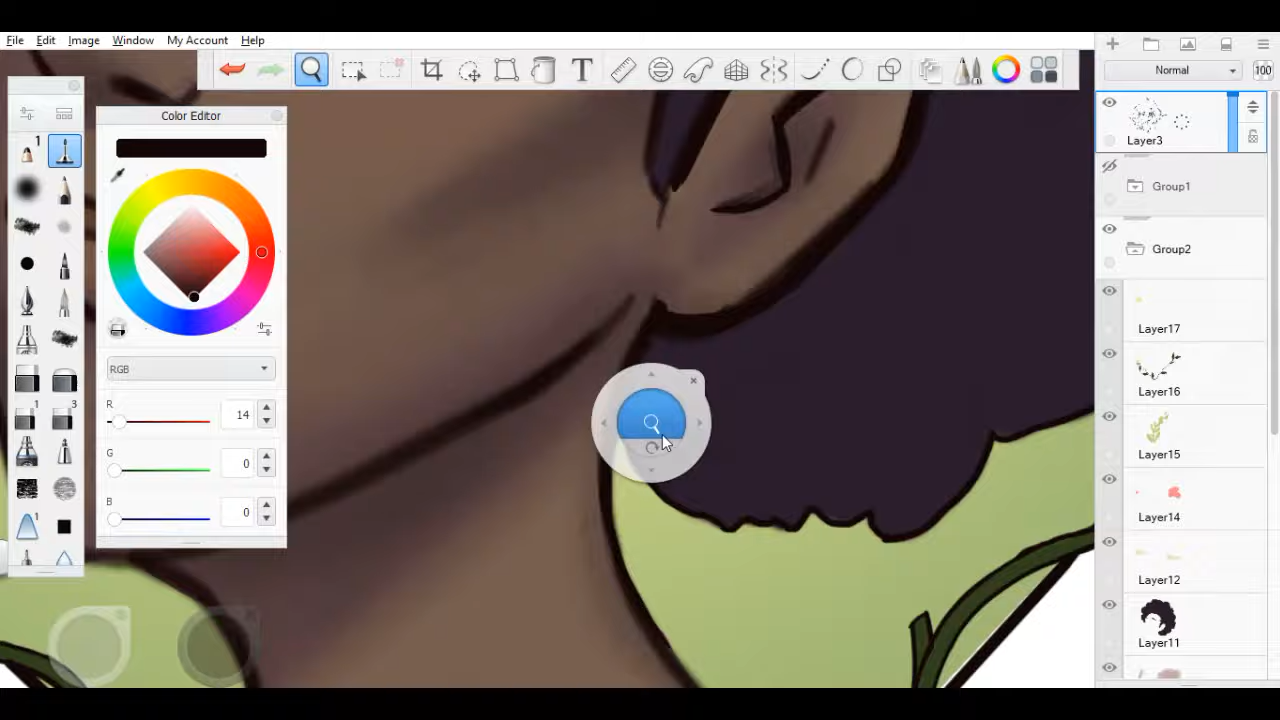 File Edit Image Window My Account Help
T
Normal
100
Color Editor
1
Layer3
Group1
Group2
RGB
Layer17
R 14
Layer16
1 3
G 0
Layer15
B 0
1
Layer14
Layer12
Layer11